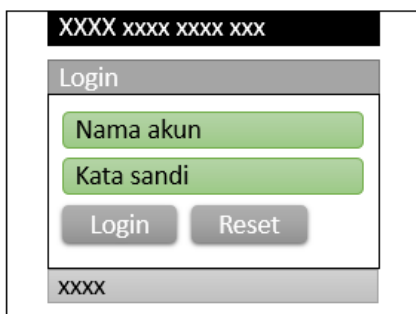 XXXX xxxx xxxx xxx
Login
Nama akun
Kata sandi
Login Reset
xxxx